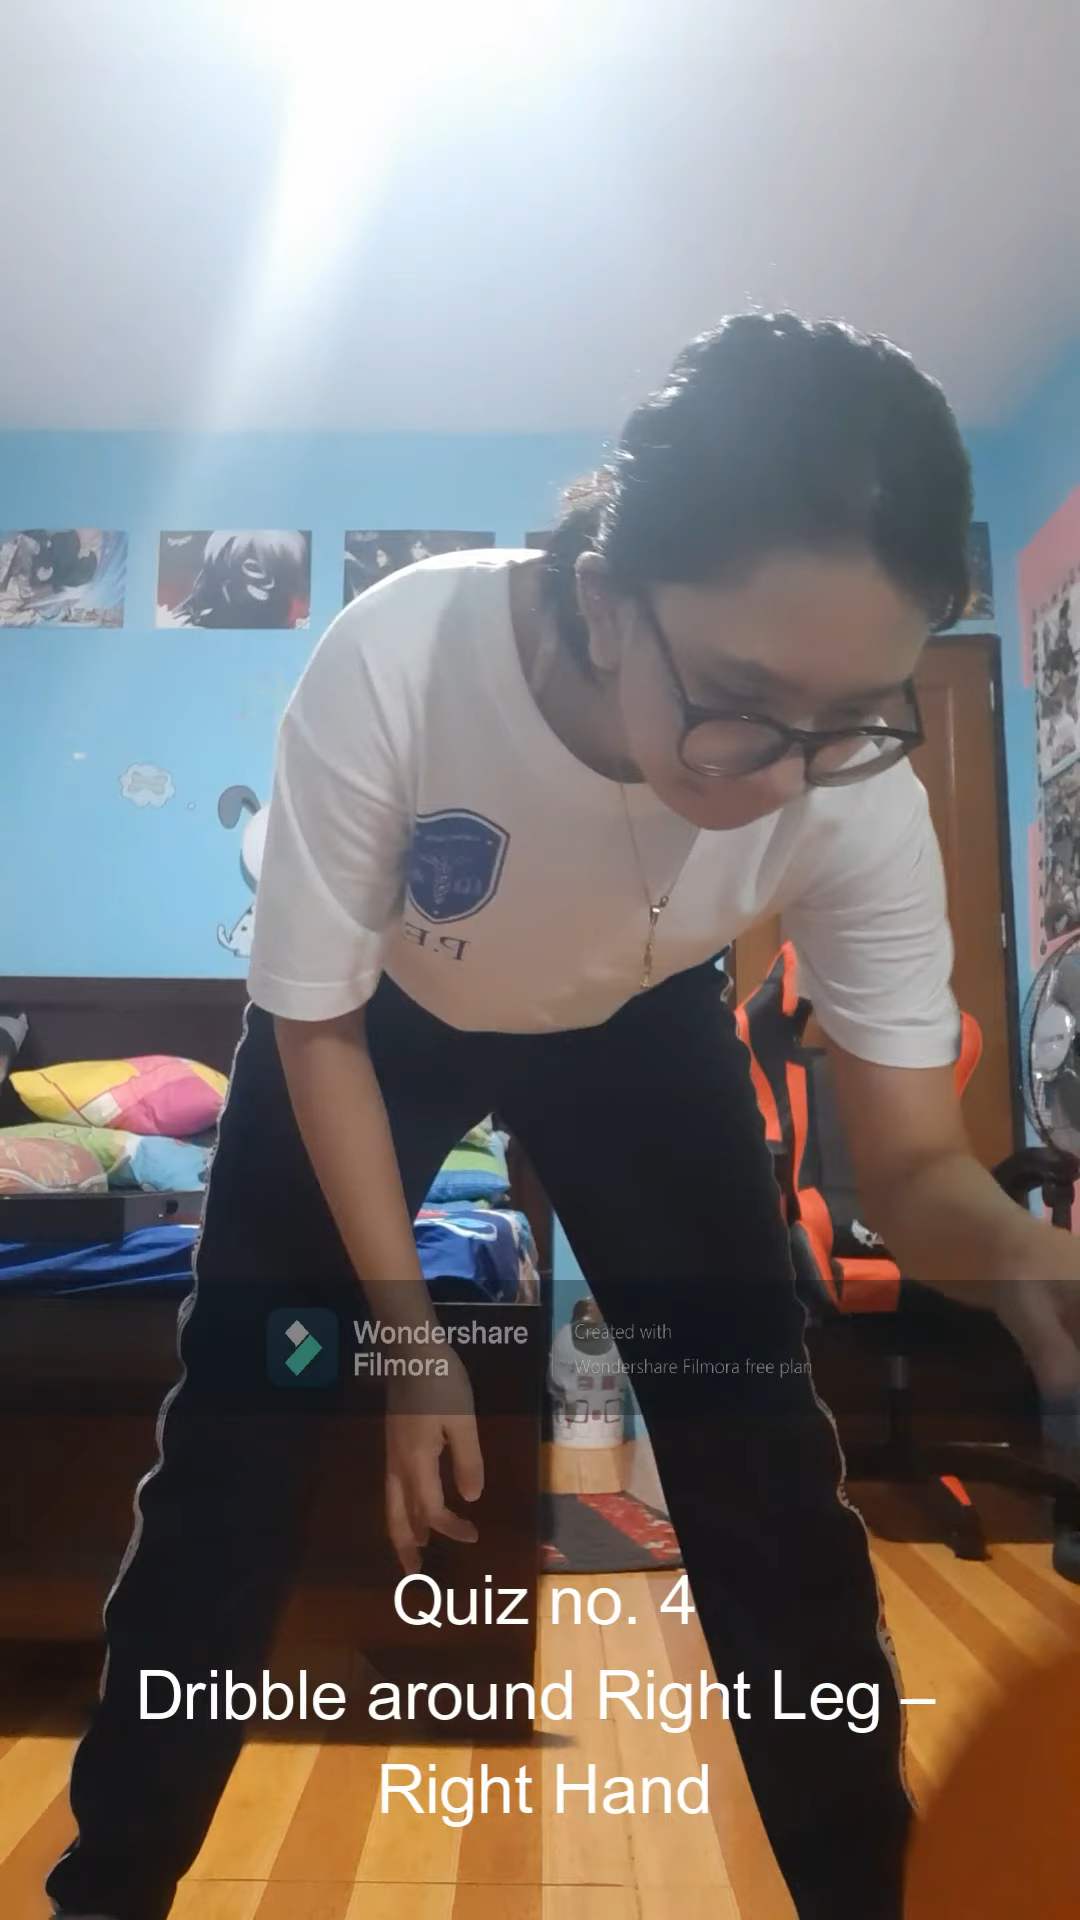 P.E
Wondershare
Filmora
Created with
Wondershare Filmora free plan
Quiz no. 4
Dribble around Right Leg –
Right Hand